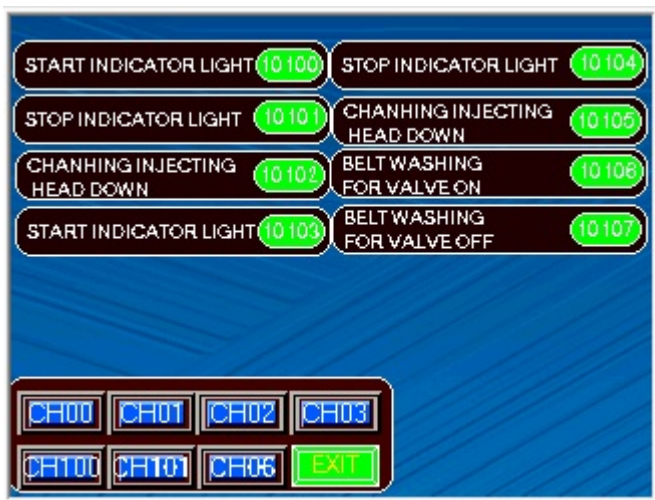 START INDICATOR LIGHT 10100
STOP INDICATOR LIGHT 10101
CHANHING INJECTING
HEAD DOWN 10102
START INDICATOR LIGHT 10103
STOP INDICATOR LIGHT 10104
CHANHING INJECTING
HEAD DOWN 10105
BELT WASHING
FOR VALVE ON 10106
BELT WASHING
FOR VALVE OFF 10107
CH00 CH01 CH02 CH03
CH100 CH101 CH06 EXIT